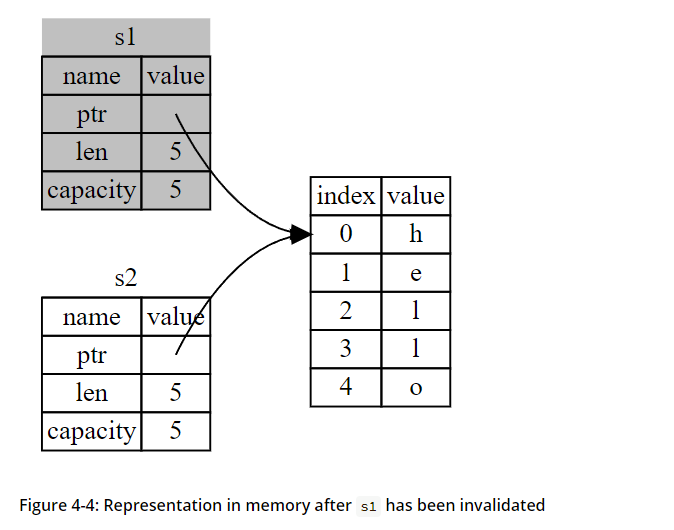 s1
name value
ptr
len 5
capacity 5
s2
name value
ptr
len 5
capacity 5
index value
0 h
1 e
2 l
3 l
4 o
Figure 4-4: Representation in memory after s1 has been invalidated